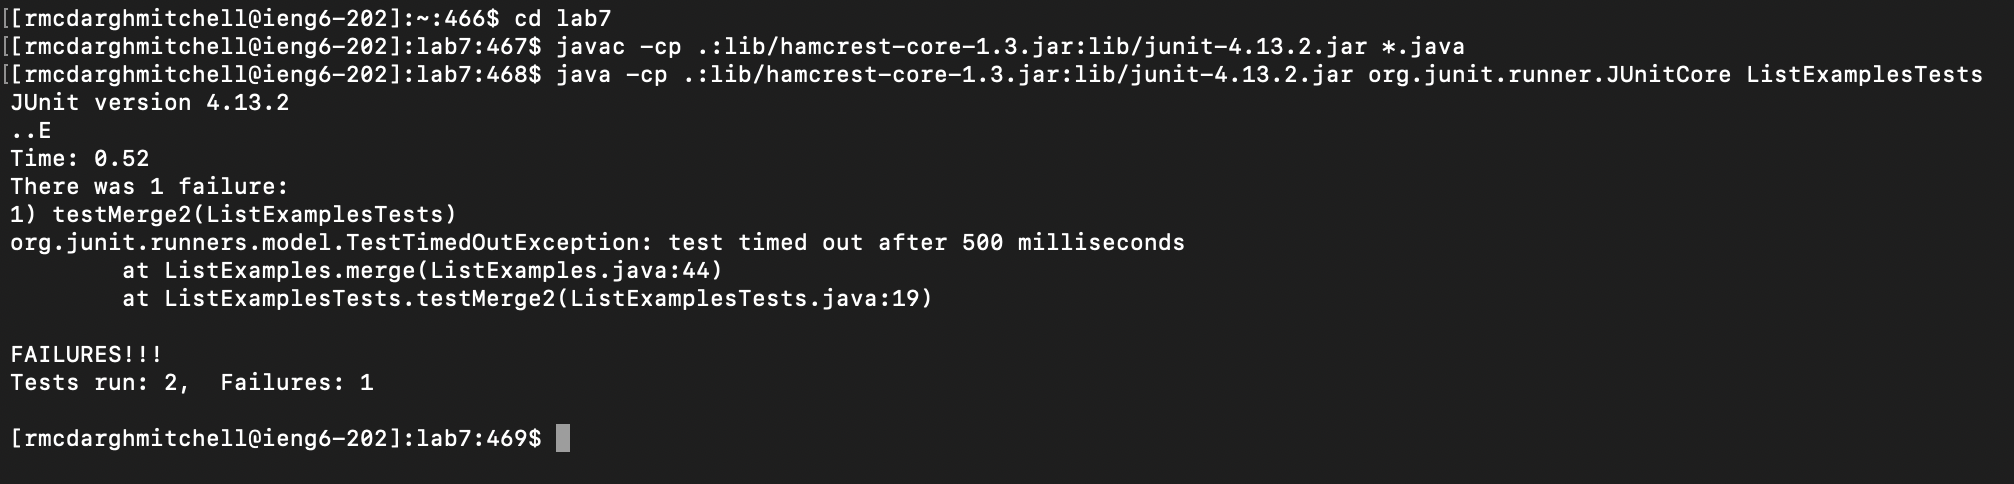 [[rmcdarghmitchell@ieng6-202]:~:466$ cd lab7
[[rmcdarghmitchell@ieng6-202]:lab7:467$ javac -cp .:lib/hamcrest-core-1.3.jar:lib/junit-4.13.2.jar *.java
[[rmcdarghmitchell@ieng6-202]:lab7:468$ java -cp .:lib/hamcrest-core-1.3.jar:lib/junit-4.13.2.jar org.junit.runner.JUnitCore ListExamplesTests
JUnit version 4.13.2
..E
Time: 0.52
There was 1 failure:
1) testMerge2(ListExamplesTests)
org.junit.runners.model.TestTimedOutException: test timed out after 500 milliseconds
        at ListExamples.merge(ListExamples.java:44)
        at ListExamplesTests.testMerge2(ListExamplesTests.java:19)

FAILURES!!!
Tests run: 2,  Failures: 1

[rmcdarghmitchell@ieng6-202]:lab7:469$